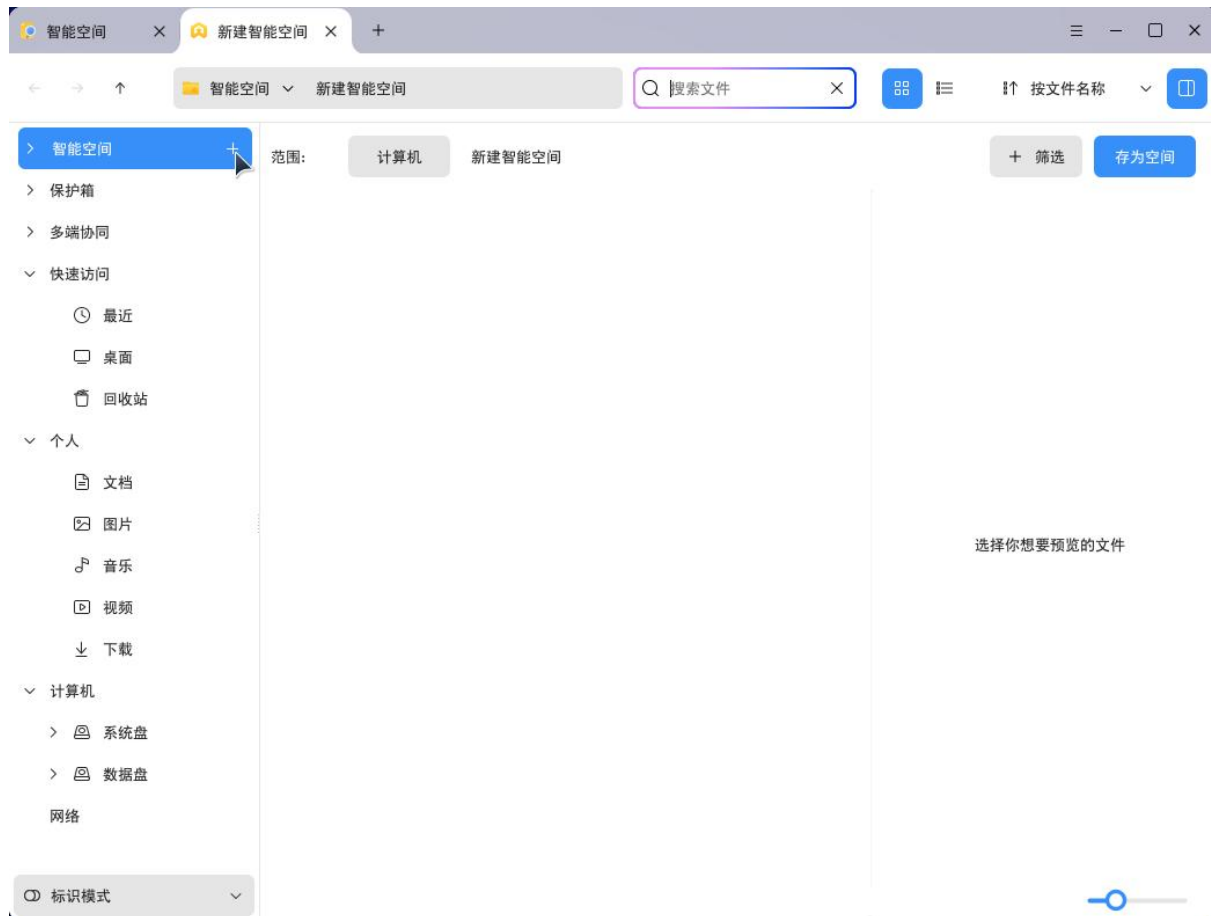 智能空间
新建智能空间
智能空间 新建智能空间
搜索文件
按文件名称
智能空间
范围: 计算机 新建智能空间
筛选
存为空间
保护箱
多端协同
快速访问
最近
桌面
回收站
个人
文档
图片
音乐
视频
下载
计算机
系统盘
数据盘
网络
标识模式
选择你想要预览的文件